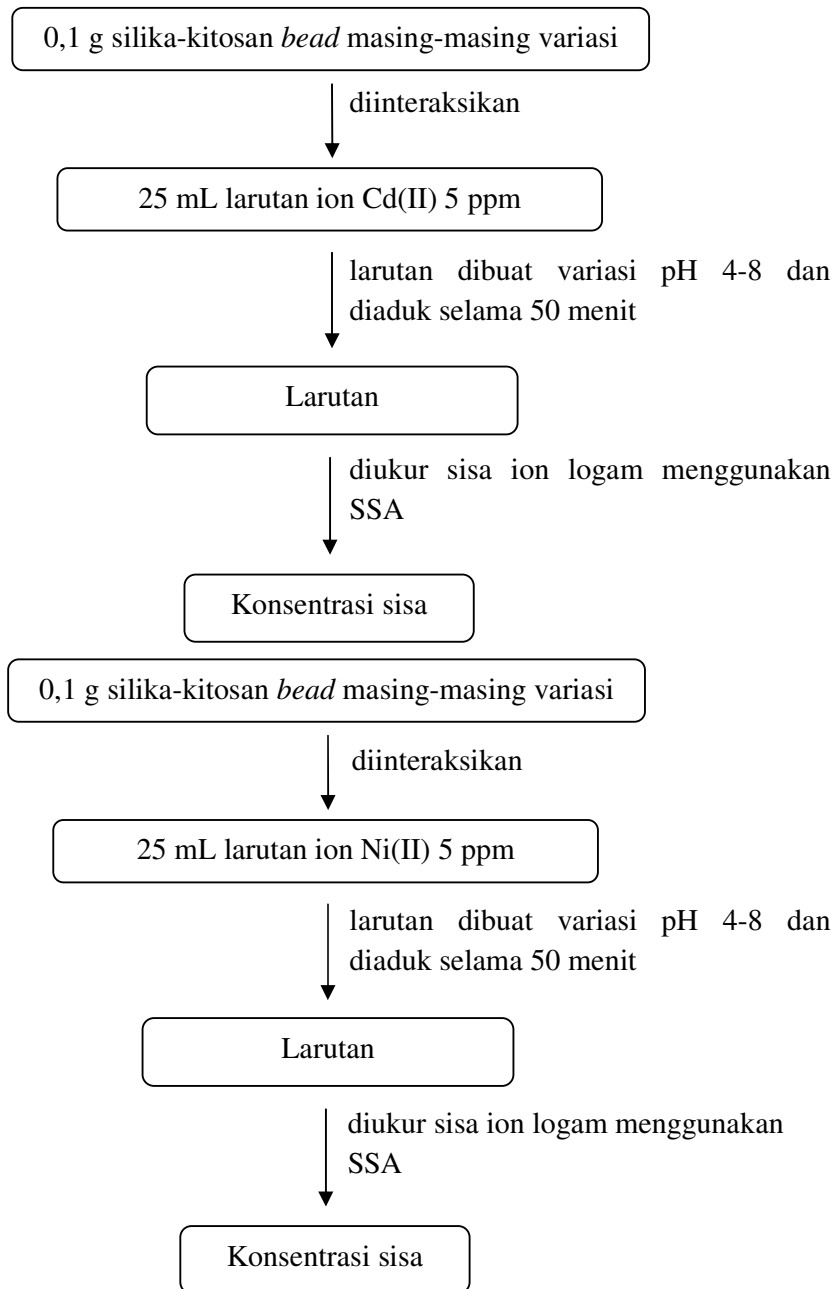 0,1 g silika-kitosan bead masing-masing variasi
diinteraksikan
25 mL larutan ion Cd(II) 5 ppm
larutan dibuat variasi pH 4-8 dan
diaduk selama 50 menit
Larutan
diukur sisa ion logam menggunakan
SSA
Konsentrasi sisa
0,1 g silika-kitosan bead masing-masing variasi
diinteraksikan
25 mL larutan ion Ni(II) 5 ppm
larutan dibuat variasi pH 4-8 dan
diaduk selama 50 menit
Larutan
diukur sisa ion logam menggunakan
SSA
Konsentrasi sisa